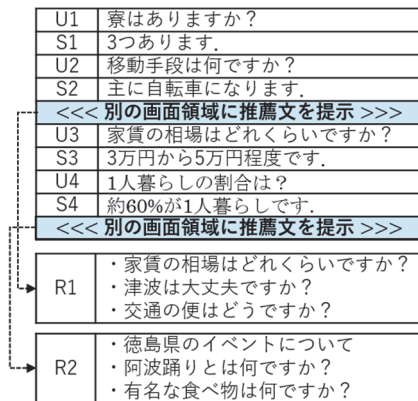 U1 寮はありますか？
S1 3つあります.
U2 移動手段は何ですか？
S2 主に自転車になります.
<<< 別の画面領域に推薦文を提示 >>>
U3 家賃の相場はどれくらいですか？
S3 3万円から5万円程度です.
U4 1人暮らしの割合は？
S4 約60%が1人暮らしです.
<<< 別の画面領域に推薦文を提示 >>>
R1
・家賃の相場はどれくらいですか？
・津波は大丈夫ですか？
・交通の便はどうですか？
R2
・徳島県のイベントについて
・阿波踊りとは何ですか？
・有名な食べ物は何ですか？